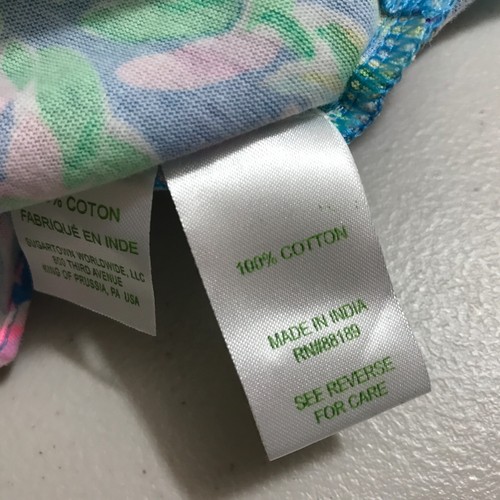 % COTON
FABRIQUÉ EN INDE
SUGARTOWN WORLDWIDE, LLC
800 THIRD AVENUE
KING OF PRUSSIA, PA USA
100% COTTON
MADE IN INDIA
RN#88189
SEE REVERSE
FOR CARE